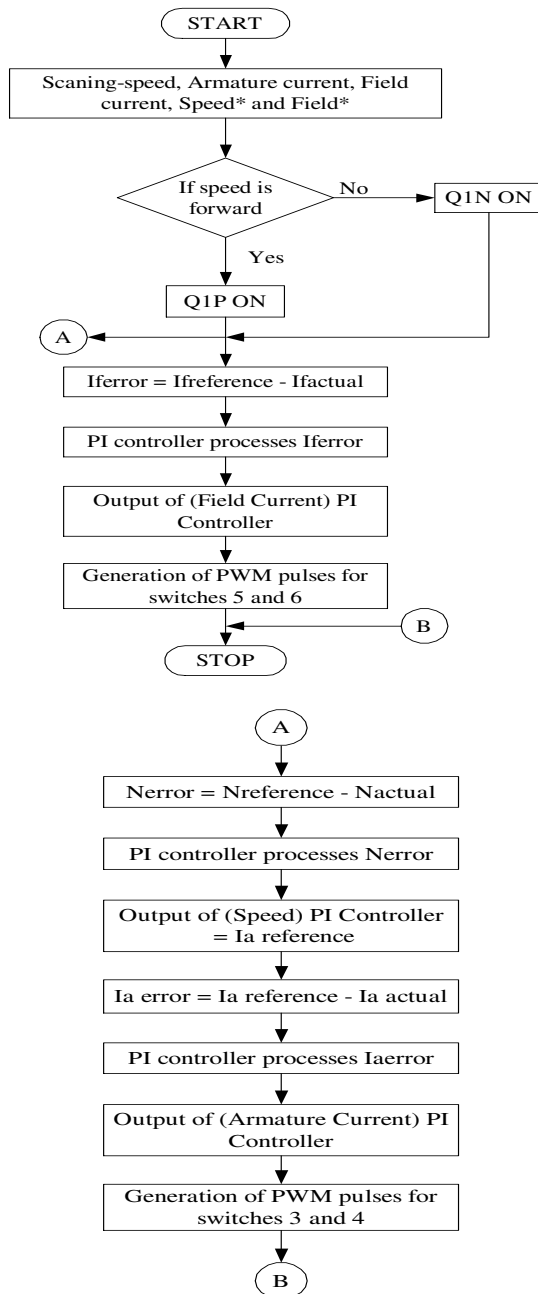 START
Scaning-speed, Armature current, Field
current, Speed* and Field*
If speed is
forward
No
Q1N ON
Yes
Q1P ON
A
Iferror = Ifreference - Ifactual
PI controller processes Iferror
Output of (Field Current) PI
Controller
Generation of PWM pulses for
switches 5 and 6
B
STOP
A
Nerror = Nreference - Nactual
PI controller processes Nerror
Output of (Speed) PI Controller
= Ia reference
Ia error = Ia reference - Ia actual
PI controller processes Iaerror
Output of (Armature Current) PI
Controller
Generation of PWM pulses for
switches 3 and 4
B